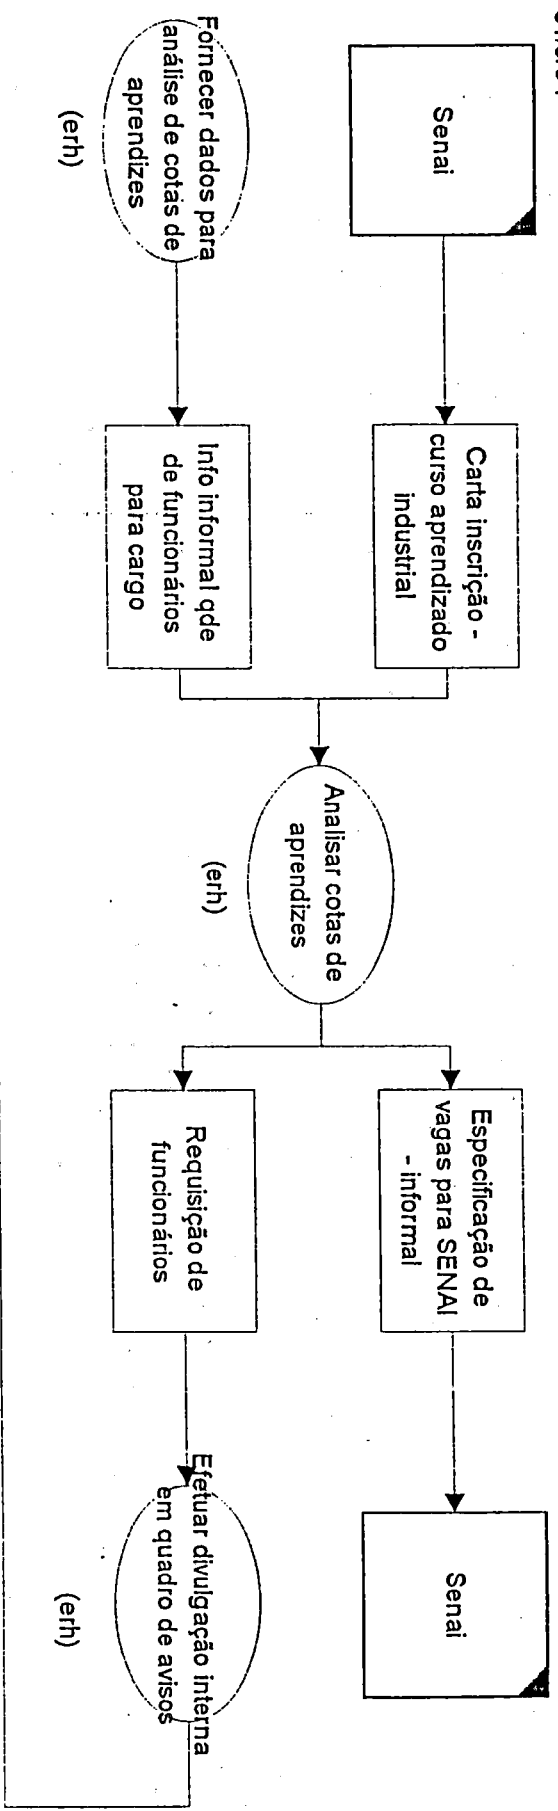 Senai
Carta inscrição -
curso aprendizado
industrial
Fornecer dados para
análise de cotas de
aprendizes
(erh)
Info informal qde
de funcionários
para cargo
Analisar cotas de
aprendizes
(erh)
Especificação de
vagas para SENAI
- informal
Senai
Requisição de
funcionários
Efetuar divulgação interna
em quadro de avisos
(erh)